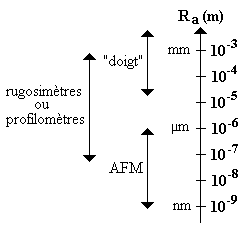 Ra (m)
"doigt"
mm 10-3
10-4
rugosimètres
ou
profilomètres
10-5
µm 10-6
10-7
AFM
10-8
nm 10-9